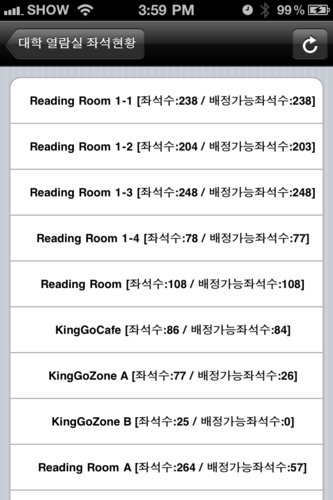 SHOW 3:59 PM 99%
대학 열람실 좌석현황
Reading Room 1-1 [좌석수:238 / 배정가능좌석수:238]
Reading Room 1-2 [좌석수:204 / 배정가능좌석수:203]
Reading Room 1-3 [좌석수:248 / 배정가능좌석수:248]
Reading Room 1-4 [좌석수:78 / 배정가능좌석수:77]
Reading Room [좌석수:108 / 배정가능좌석수:108]
KingGoCafe [좌석수:86 / 배정가능좌석수:84]
KingGoZone A [좌석수:77 / 배정가능좌석수:26]
KingGoZone B [좌석수:25 / 배정가능좌석수:0]
Reading Room A [좌석수:264 / 배정가능좌석수:57]